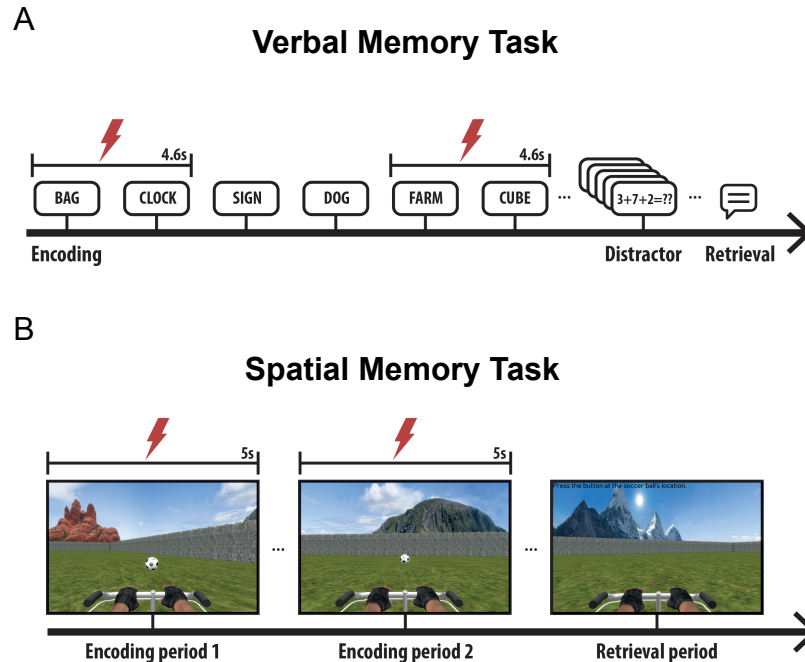 A
Verbal Memory Task
4.6s
4.6s
BAG
CLOCK
SIGN
DOG
FARM
CUBE
...
3+7+2=??
...
Encoding
Distractor
Retrieval
B
Spatial Memory Task
5s
5s
Press the button at the soccer ball's location.
...
...
Encoding period 1
Encoding period 2
Retrieval period